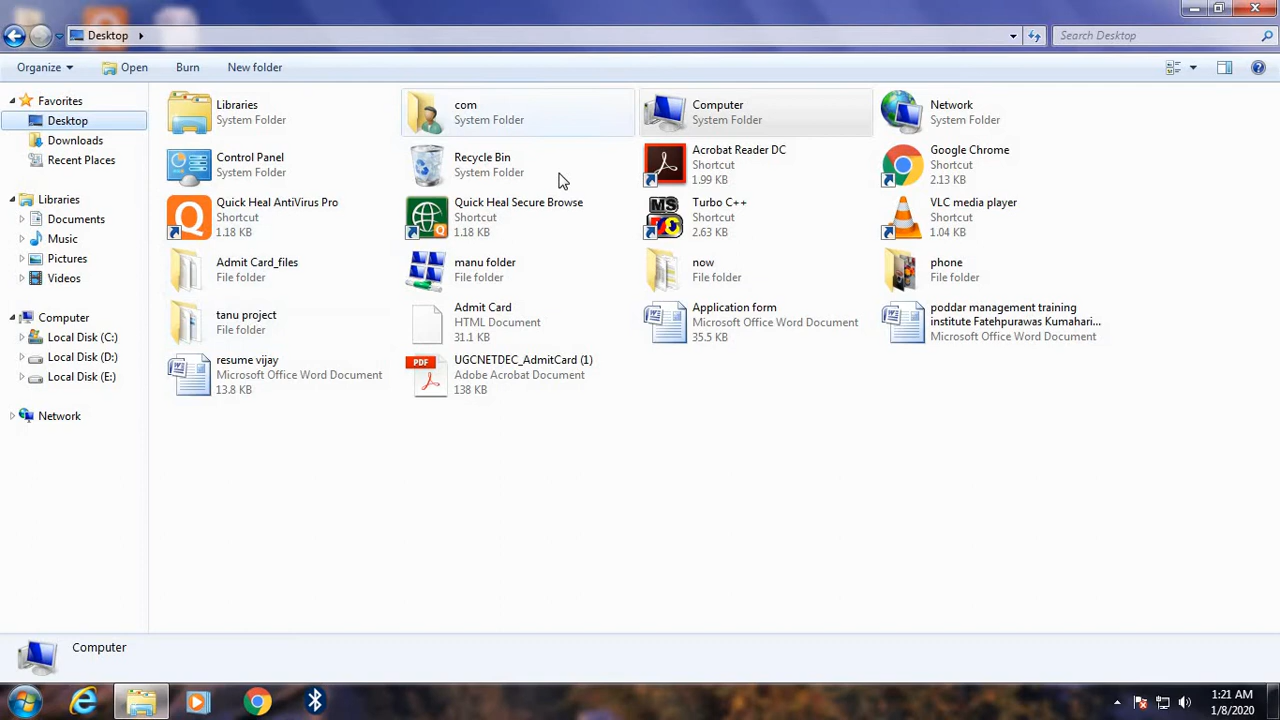 Desktop
Search Desktop
Organize
Open
Burn
New folder
Favorites
Desktop
Downloads
Recent Places
Libraries
Documents
Music
Pictures
Videos
Computer
Local Disk (C:)
Local Disk (D:)
Local Disk (E:)
Network
Libraries
System Folder
com
System Folder
Computer
System Folder
Network
System Folder
Control Panel
System Folder
Recycle Bin
System Folder
Acrobat Reader DC
Shortcut
1.99 KB
Google Chrome
Shortcut
2.13 KB
Quick Heal AntiVirus Pro
Shortcut
1.18 KB
Quick Heal Secure Browse
Shortcut
1.18 KB
MS
Turbo C++
Shortcut
2.63 KB
VLC media player
Shortcut
1.04 KB
Admit Card_files
File folder
manu folder
File folder
now
File folder
phone
File folder
tanu project
File folder
Admit Card
HTML Document
31.1 KB
Application form
Microsoft Office Word Document
35.5 KB
poddar management training
institute Fatehpurawas Kumahari...
Microsoft Office Word Document
resume vijay
Microsoft Office Word Document
13.8 KB
PDF
UGCNETDEC_AdmitCard (1)
Adobe Acrobat Document
138 KB
Computer
1:21 AM
1/8/2020